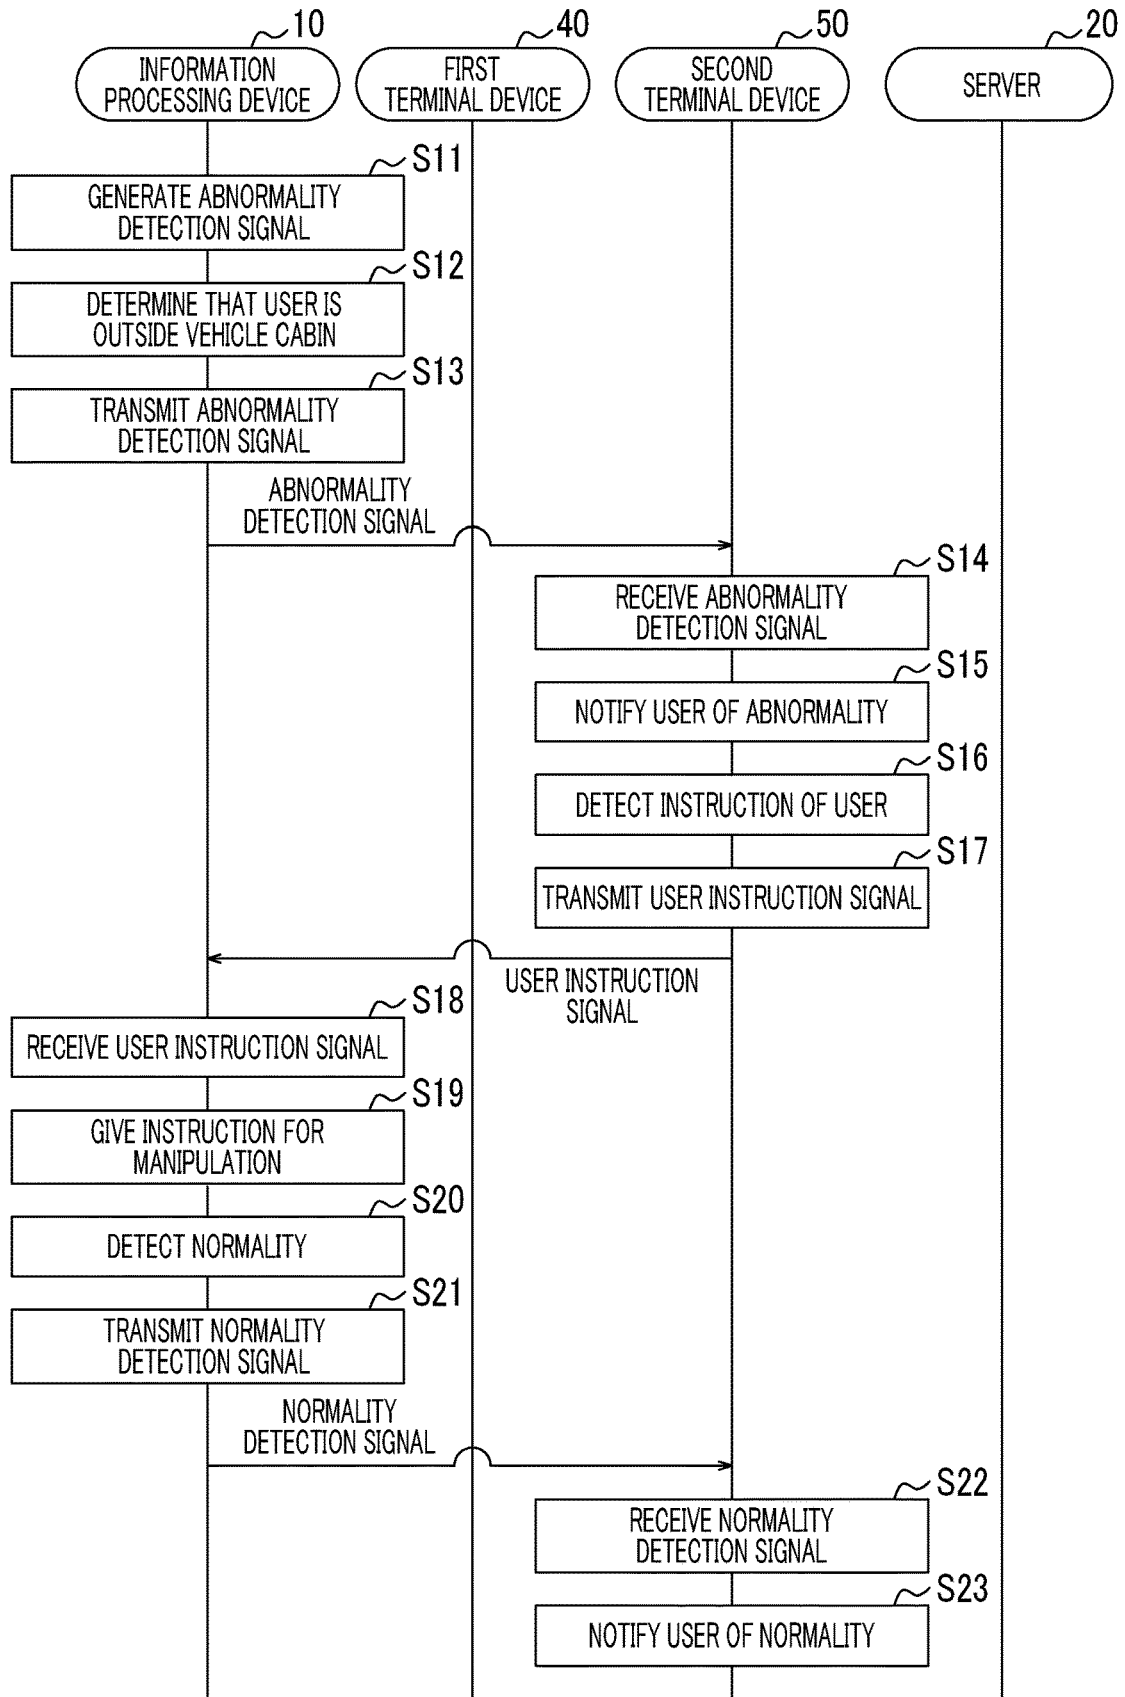 10
40
50
20
INFORMATION
PROCESSING DEVICE
FIRST
TERMINAL DEVICE
SECOND
TERMINAL DEVICE
SERVER
S11
GENERATE ABNORMALITY
DETECTION SIGNAL
S12
DETERMINE THAT USER IS
OUTSIDE VEHICLE CABIN
S13
TRANSMIT ABNORMALITY
DETECTION SIGNAL
ABNORMALITY
DETECTION SIGNAL
S14
RECEIVE ABNORMALITY
DETECTION SIGNAL
S15
NOTIFY USER OF ABNORMALITY
S16
DETECT INSTRUCTION OF USER
S17
TRANSMIT USER INSTRUCTION SIGNAL
USER INSTRUCTION
SIGNAL
S18
RECEIVE USER INSTRUCTION SIGNAL
S19
GIVE INSTRUCTION FOR
MANIPULATION
S20
DETECT NORMALITY
S21
TRANSMIT NORMALITY
DETECTION SIGNAL
NORMALITY
DETECTION SIGNAL
S22
RECEIVE NORMALITY
DETECTION SIGNAL
S23
NOTIFY USER OF NORMALITY